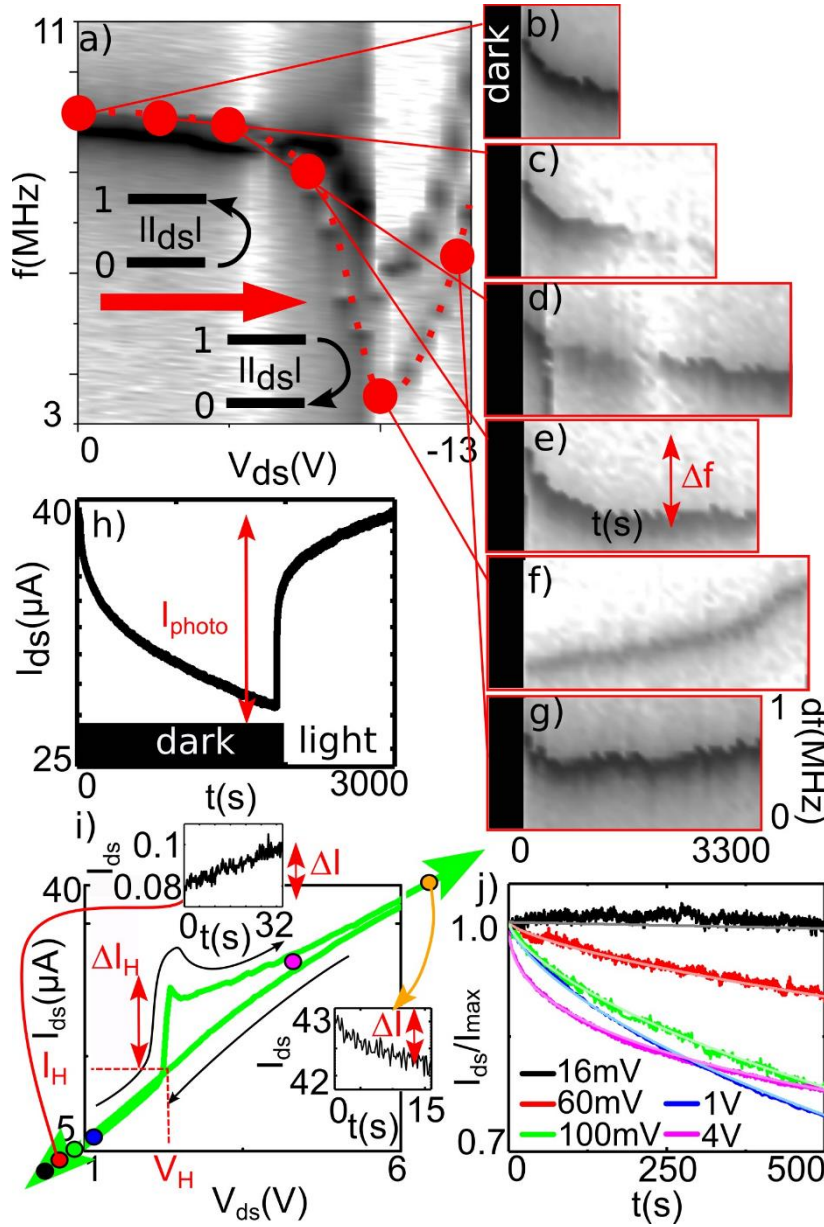 11
a)
f(MHz)
1
|I_ds|
0
1
|I_ds|
0
3
0
-13
V_ds(V)
dark
b)
c)
d)
e)
Δf
t(s)
f)
g)
1
df(MHz)
0
0
3300
40
h)
I_ds(μA)
I_photo
dark
light
25
0
3000
t(s)
i)
I_ds
0.1
0.08
ΔI
0
32
t(s)
40
I_ds(μA)
ΔI_H
I_H
5
1
6
V_H
V_ds(V)
43
I_ds
42
ΔI
0
15
t(s)
j)
1.0
I_ds/I_max
16mV
60mV
1V
100mV
4V
0.7
0
250
500
t(s)